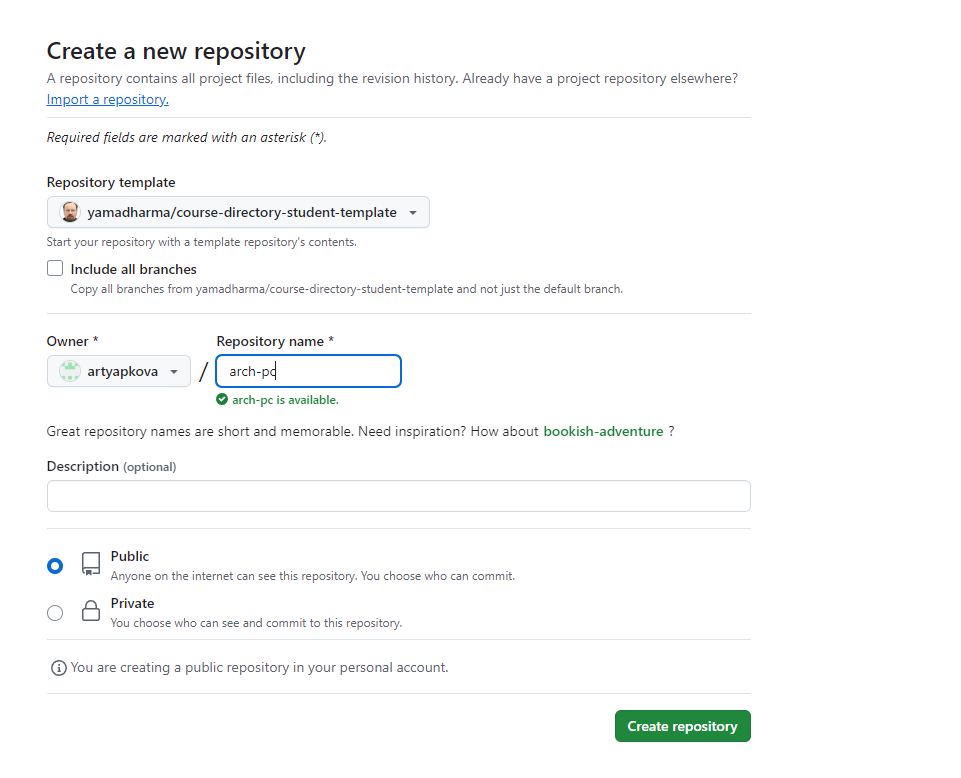 Create a new repository
A repository contains all project files, including the revision history. Already have a project repository elsewhere?
Import a repository.
Required fields are marked with an asterisk (*).
Repository template
yamadharma/course-directory-student-template
Start your repository with a template repository's contents.
Include all branches
Copy all branches from yamadharma/course-directory-student-template and not just the default branch.
Owner * Repository name *
artyapkova / arch-pc
arch-pc is available.
Great repository names are short and memorable. Need inspiration? How about bookish-adventure ?
Description (optional)
Public
Anyone on the internet can see this repository. You choose who can commit.
Private
You choose who can see and commit to this repository.
You are creating a public repository in your personal account.
Create repository